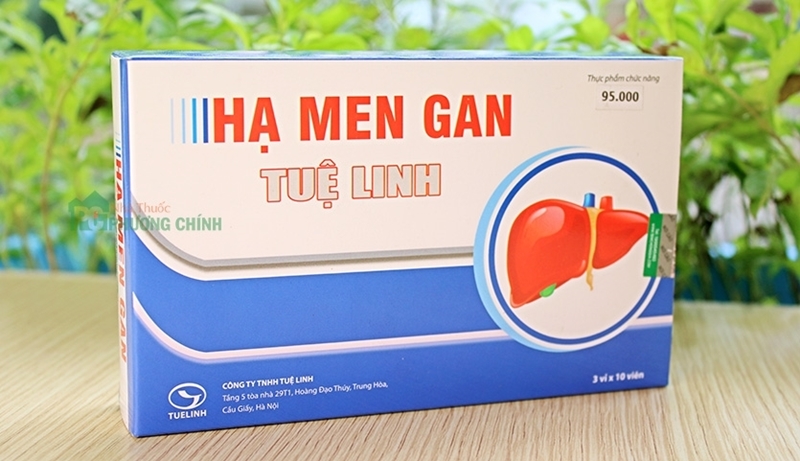 Thực phẩm chức năng
95.000
HẠ MEN GAN
TUỆ LINH
HẠ MEN GAN
Nhà Thuốc
PHƯƠNG CHÍNH
TUELINH
CÔNG TY TNHH TUỆ LINH
Tầng 5 tòa nhà 29T1, Hoàng Đạo Thúy, Trung Hòa,
Cầu Giấy, Hà Nội
3 vỉ x 10 viên